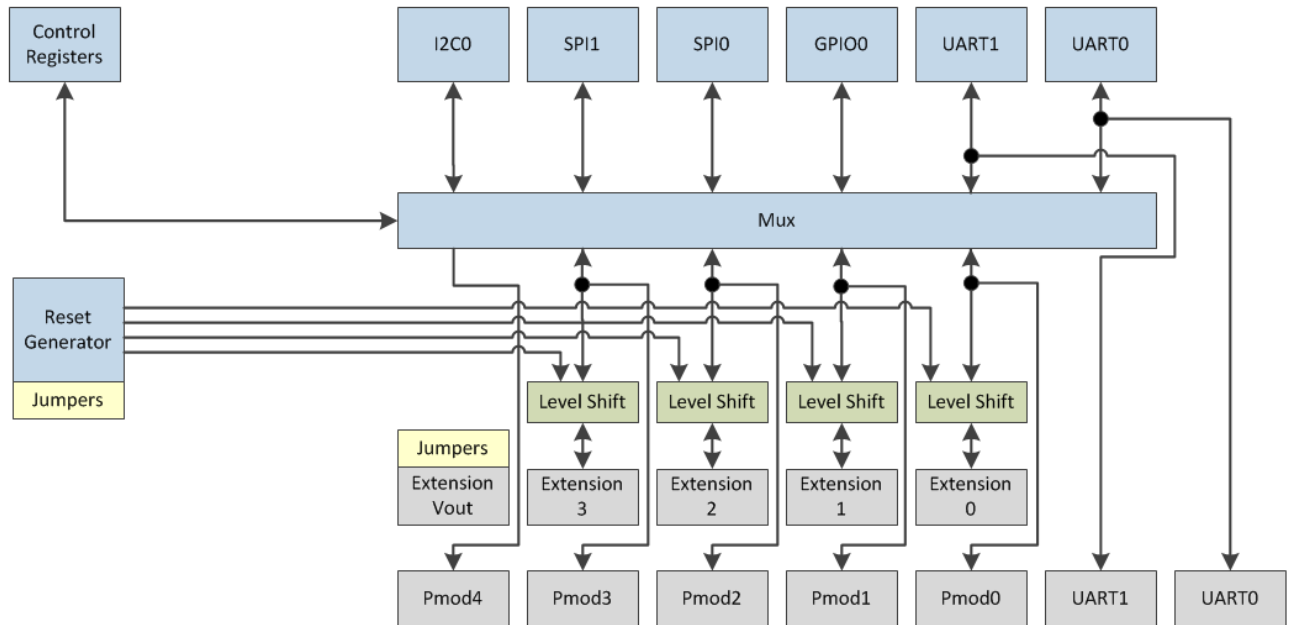 Control
Registers
I2C0
SPI1
SPI0
GPIO0
UART1
UART0
Mux
Reset
Generator
Jumpers
Level Shift
Level Shift
Level Shift
Level Shift
Jumpers
Extension
Vout
Extension
3
Extension
2
Extension
1
Extension
0
Pmod4
Pmod3
Pmod2
Pmod1
Pmod0
UART1
UART0